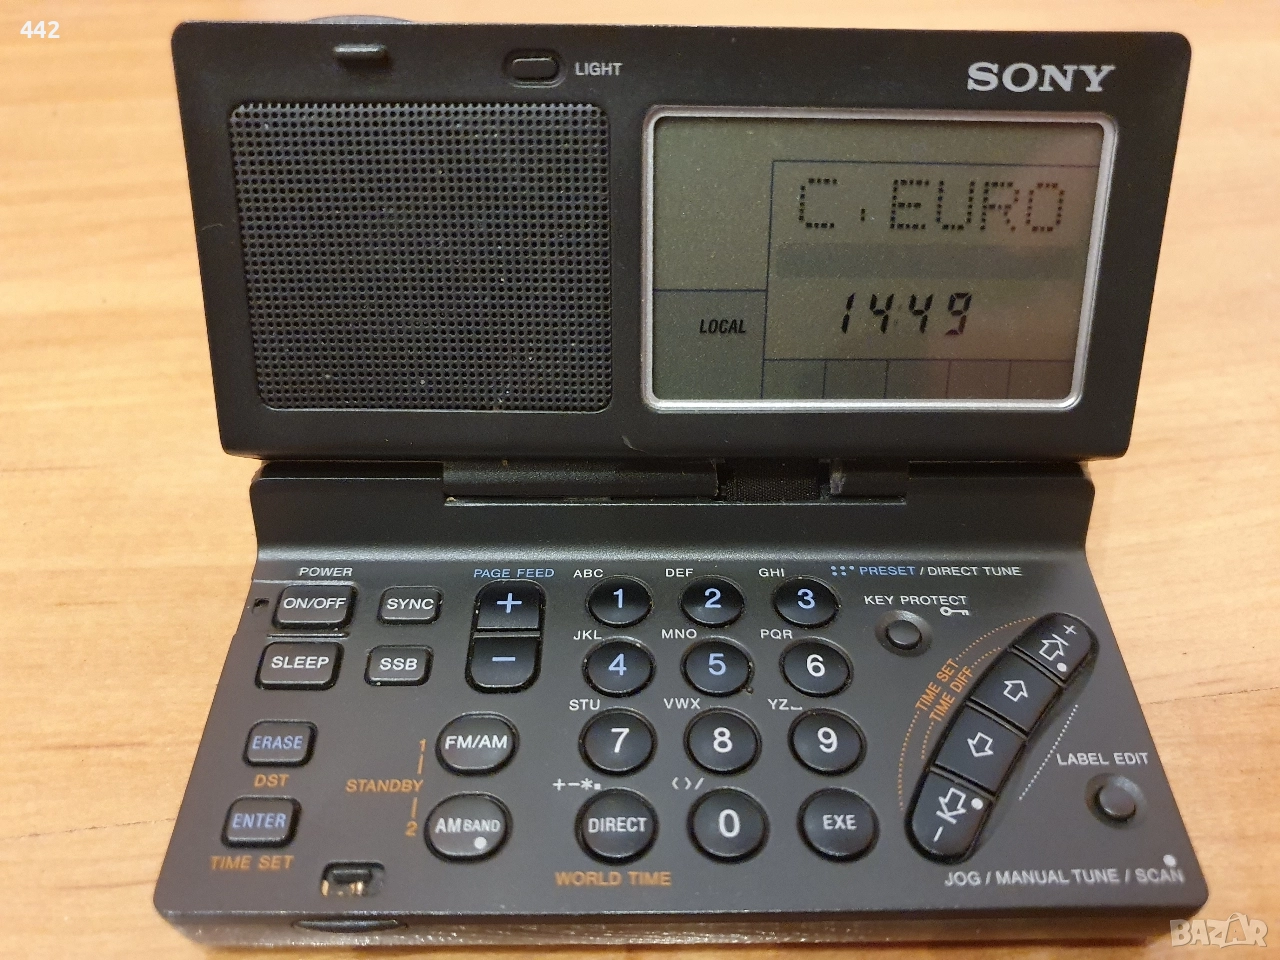 442
LIGHT
SONY
C. EURO
LOCAL
1449
POWER
PAGE FEED
ABC
DEF
GHI
PRESET / DIRECT TUNE
ON/OFF
SYNC
+
1
2
3
KEY PROTECT
SLEEP
SSB
−
JKL
MNO
PQR
4
5
6
TIME SET
TIME DIFF
+
STU
VWX
YZ_
ERASE
DST
1
STANDBY
2
FM/AM
7
8
9
LABEL EDIT
ENTER
TIME SET
AM BAND
+−*.
()/
DIRECT
0
EXE
−
WORLD TIME
JOG / MANUAL TUNE / SCAN
BAZAR